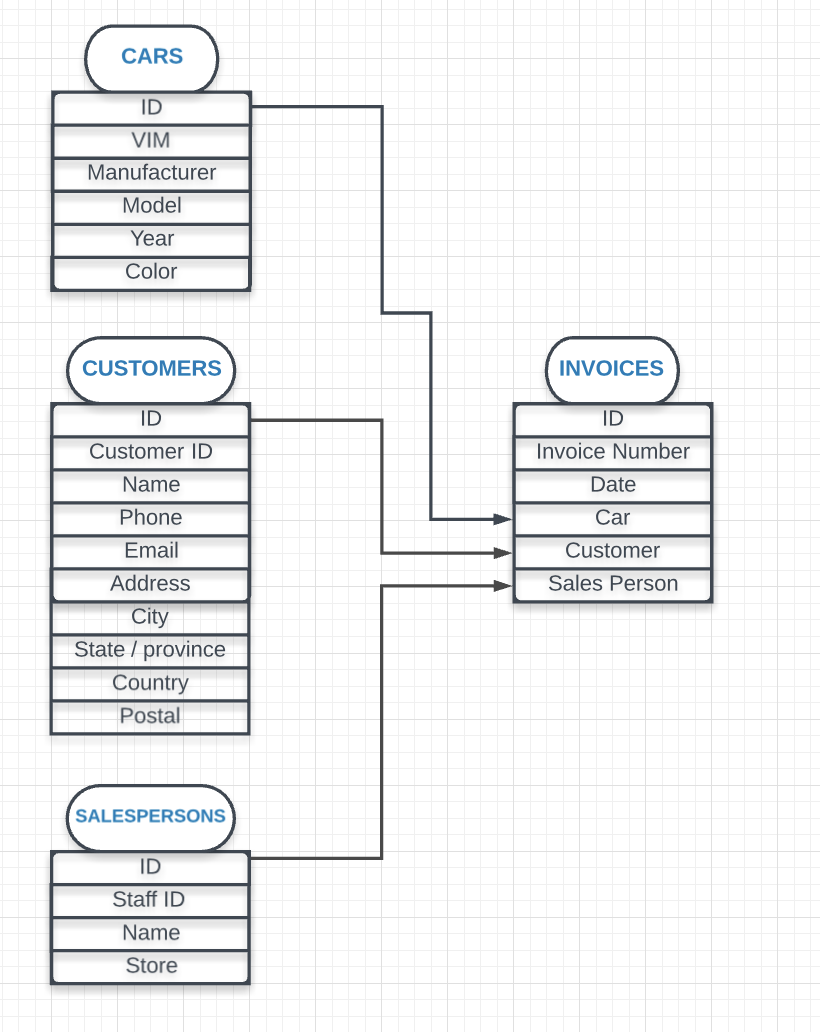 CARS
ID
VIM
Manufacturer
Model
Year
Color
CUSTOMERS
ID
Customer ID
Name
Phone
Email
Address
City
State / province
Country
Postal
INVOICES
ID
Invoice Number
Date
Car
Customer
Sales Person
SALESPERSONS
ID
Staff ID
Name
Store